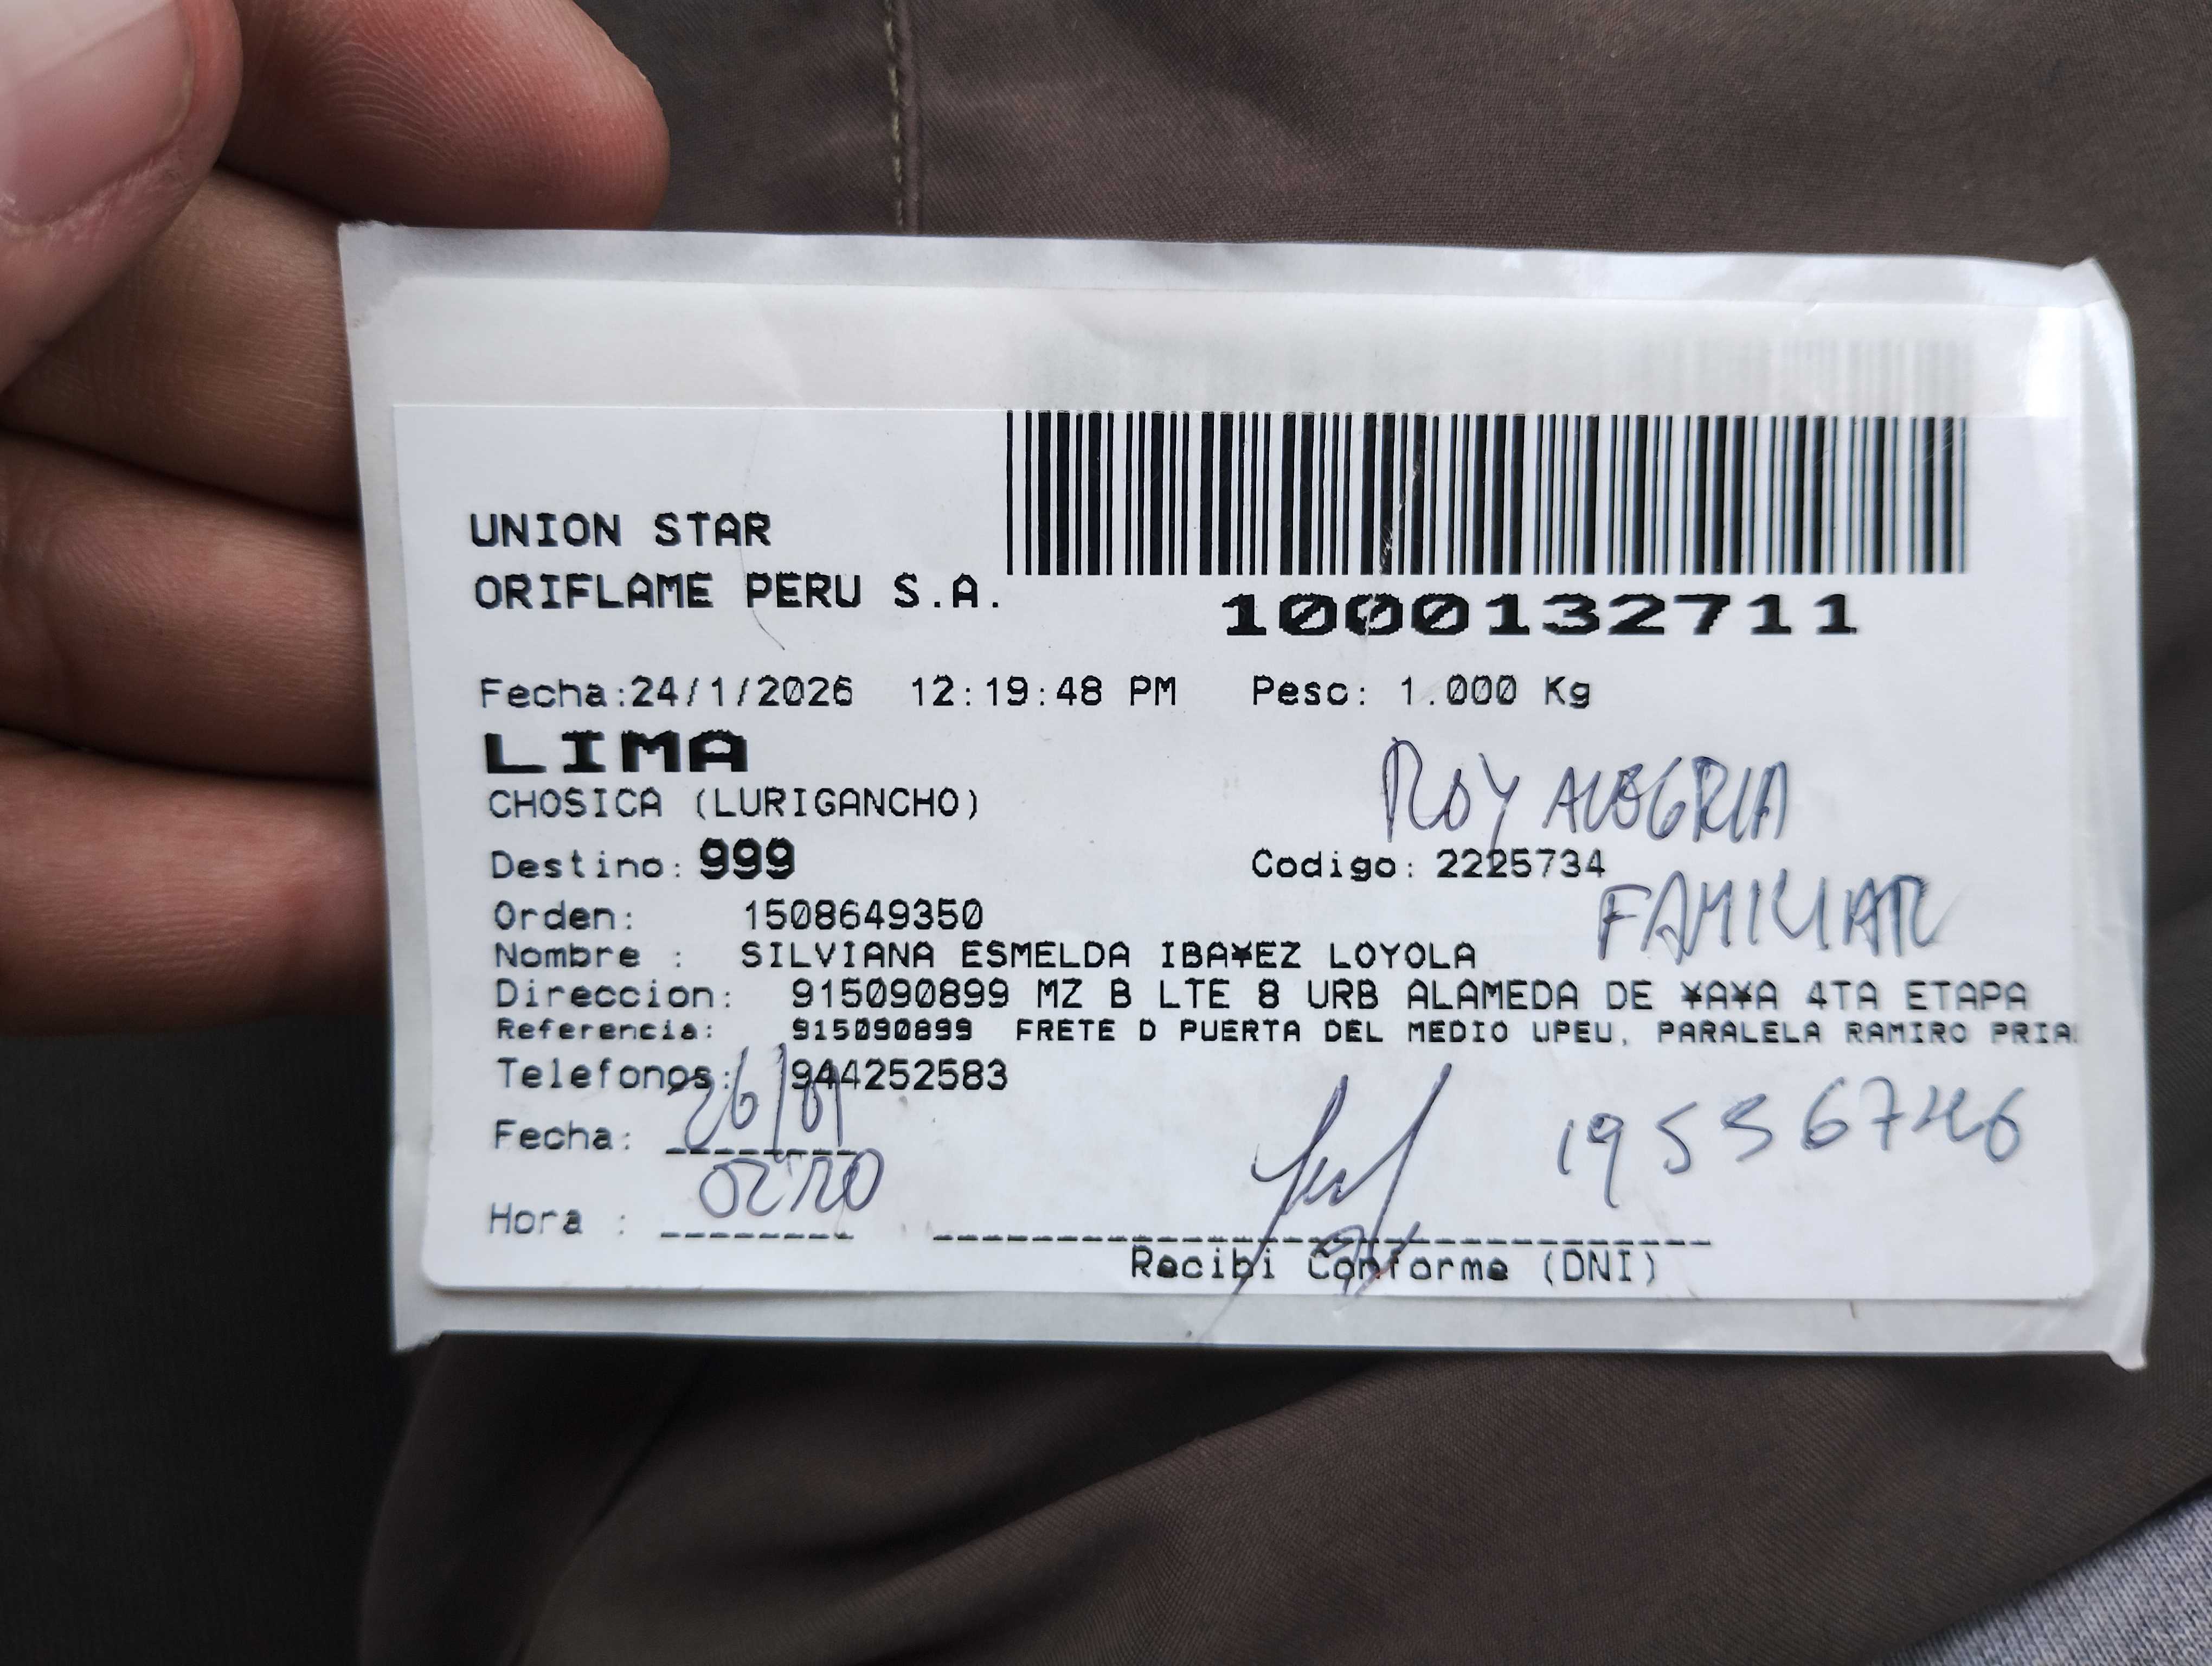 UNION STAR
ORIFLAME PERU S.A.
1000132711
Fecha:24/1/2026 12:19:48 PM Peso: 1.000 Kg
LIMA
CHOSICA (LURIGANCHO)
ROY ALEGRIA
Destino: 999 Codigo: 2225734
FAMILIAR
Orden: 1508649350
Nombre : SILVIANA ESMELDA IBA¥EZ LOYOLA
Direccion: 915090899 MZ B LTE 8 URB ALAMEDA DE ¥A¥A 4TA ETAPA
Referencia: 915090899 FRETE D PUERTA DEL MEDIO UPEU, PARALELA RAMIRO PRIA
Telefonos: 944252583
Fecha: 26/01
Hora :
Recibi Conforme (DNI)